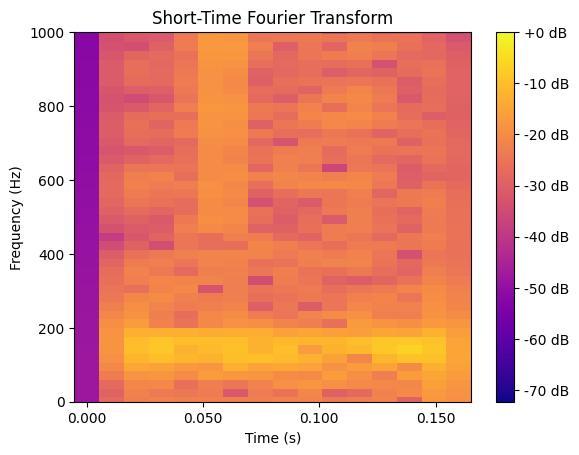 Short-Time Fourier Transform
1000
800
600
400
200
0
Frequency (Hz)
0.000
0.050
0.100
0.150
Time (s)
+0 dB
-10 dB
-20 dB
-30 dB
-40 dB
-50 dB
-60 dB
-70 dB